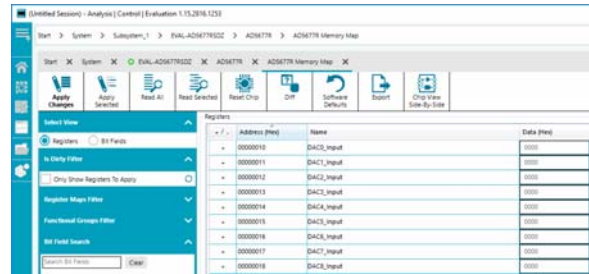 (Untitled Session) - Analysis | Control | Evaluation 1.15.2816.1253
Start > System > Subsystem_1 > EVAL-AD5677RSDZ > AD5677R > AD5677R Memory Map
Start X System X EVAL-AD5677RSDZ X AD5677R X AD5677R Memory Map X
Apply Changes
Apply Selected
Read All
Read Selected
Reset Chip
Diff
Software Defaults
Export
Chip View Side-By-Side
Select View
Registers Bit Fields
Is Dirty Filter
Only Show Registers To Apply
Register Maps Filter
Functional Groups Filter
Bit Field Search
Search Bit Fields Clear
Registers
+ / - Address (Hex) Name Data (Hex)
+ 00000010 DAC0_Input 0000
+ 00000011 DAC1_Input 0000
+ 00000012 DAC2_Input 0000
+ 00000013 DAC3_Input 0000
+ 00000014 DAC4_Input 0000
+ 00000015 DAC5_Input 0000
+ 00000016 DAC6_Input 0000
+ 00000017 DAC7_Input 0000
+ 00000018 DAC8_Input 0000